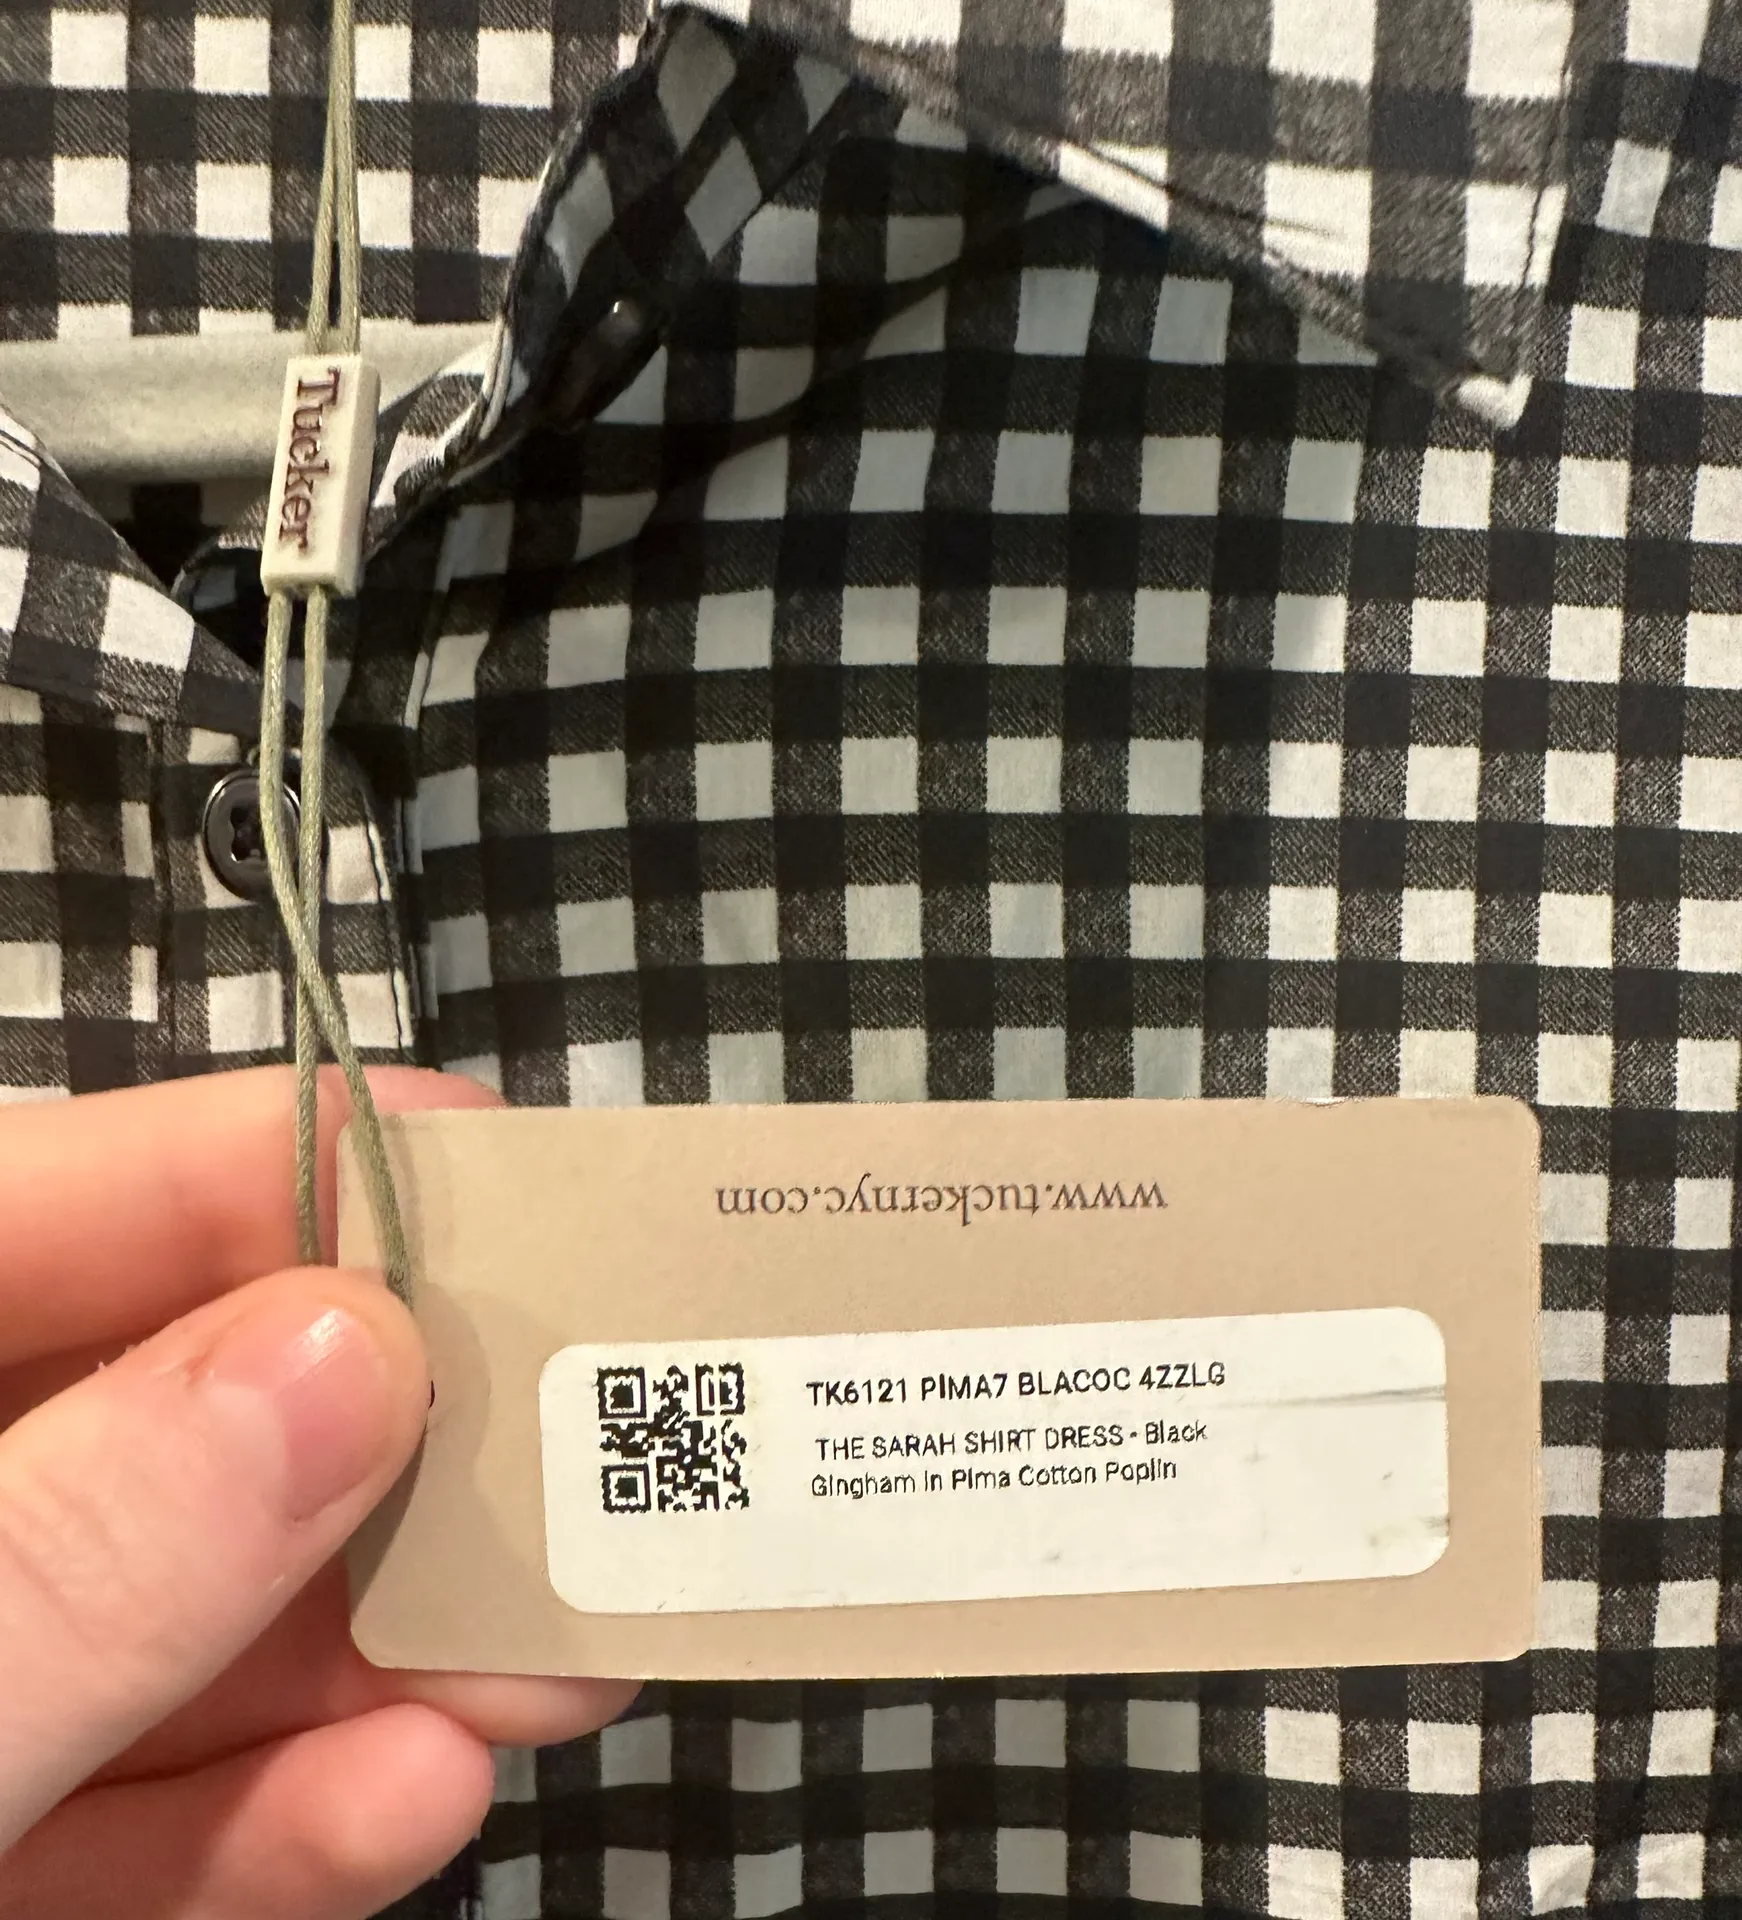 Tucker
www.tuckernyc.com
TK6121 PIMA7 BLACOC 4ZZLG
THE SARAH SHIRT DRESS - Black
Gingham in Pima Cotton Poplin